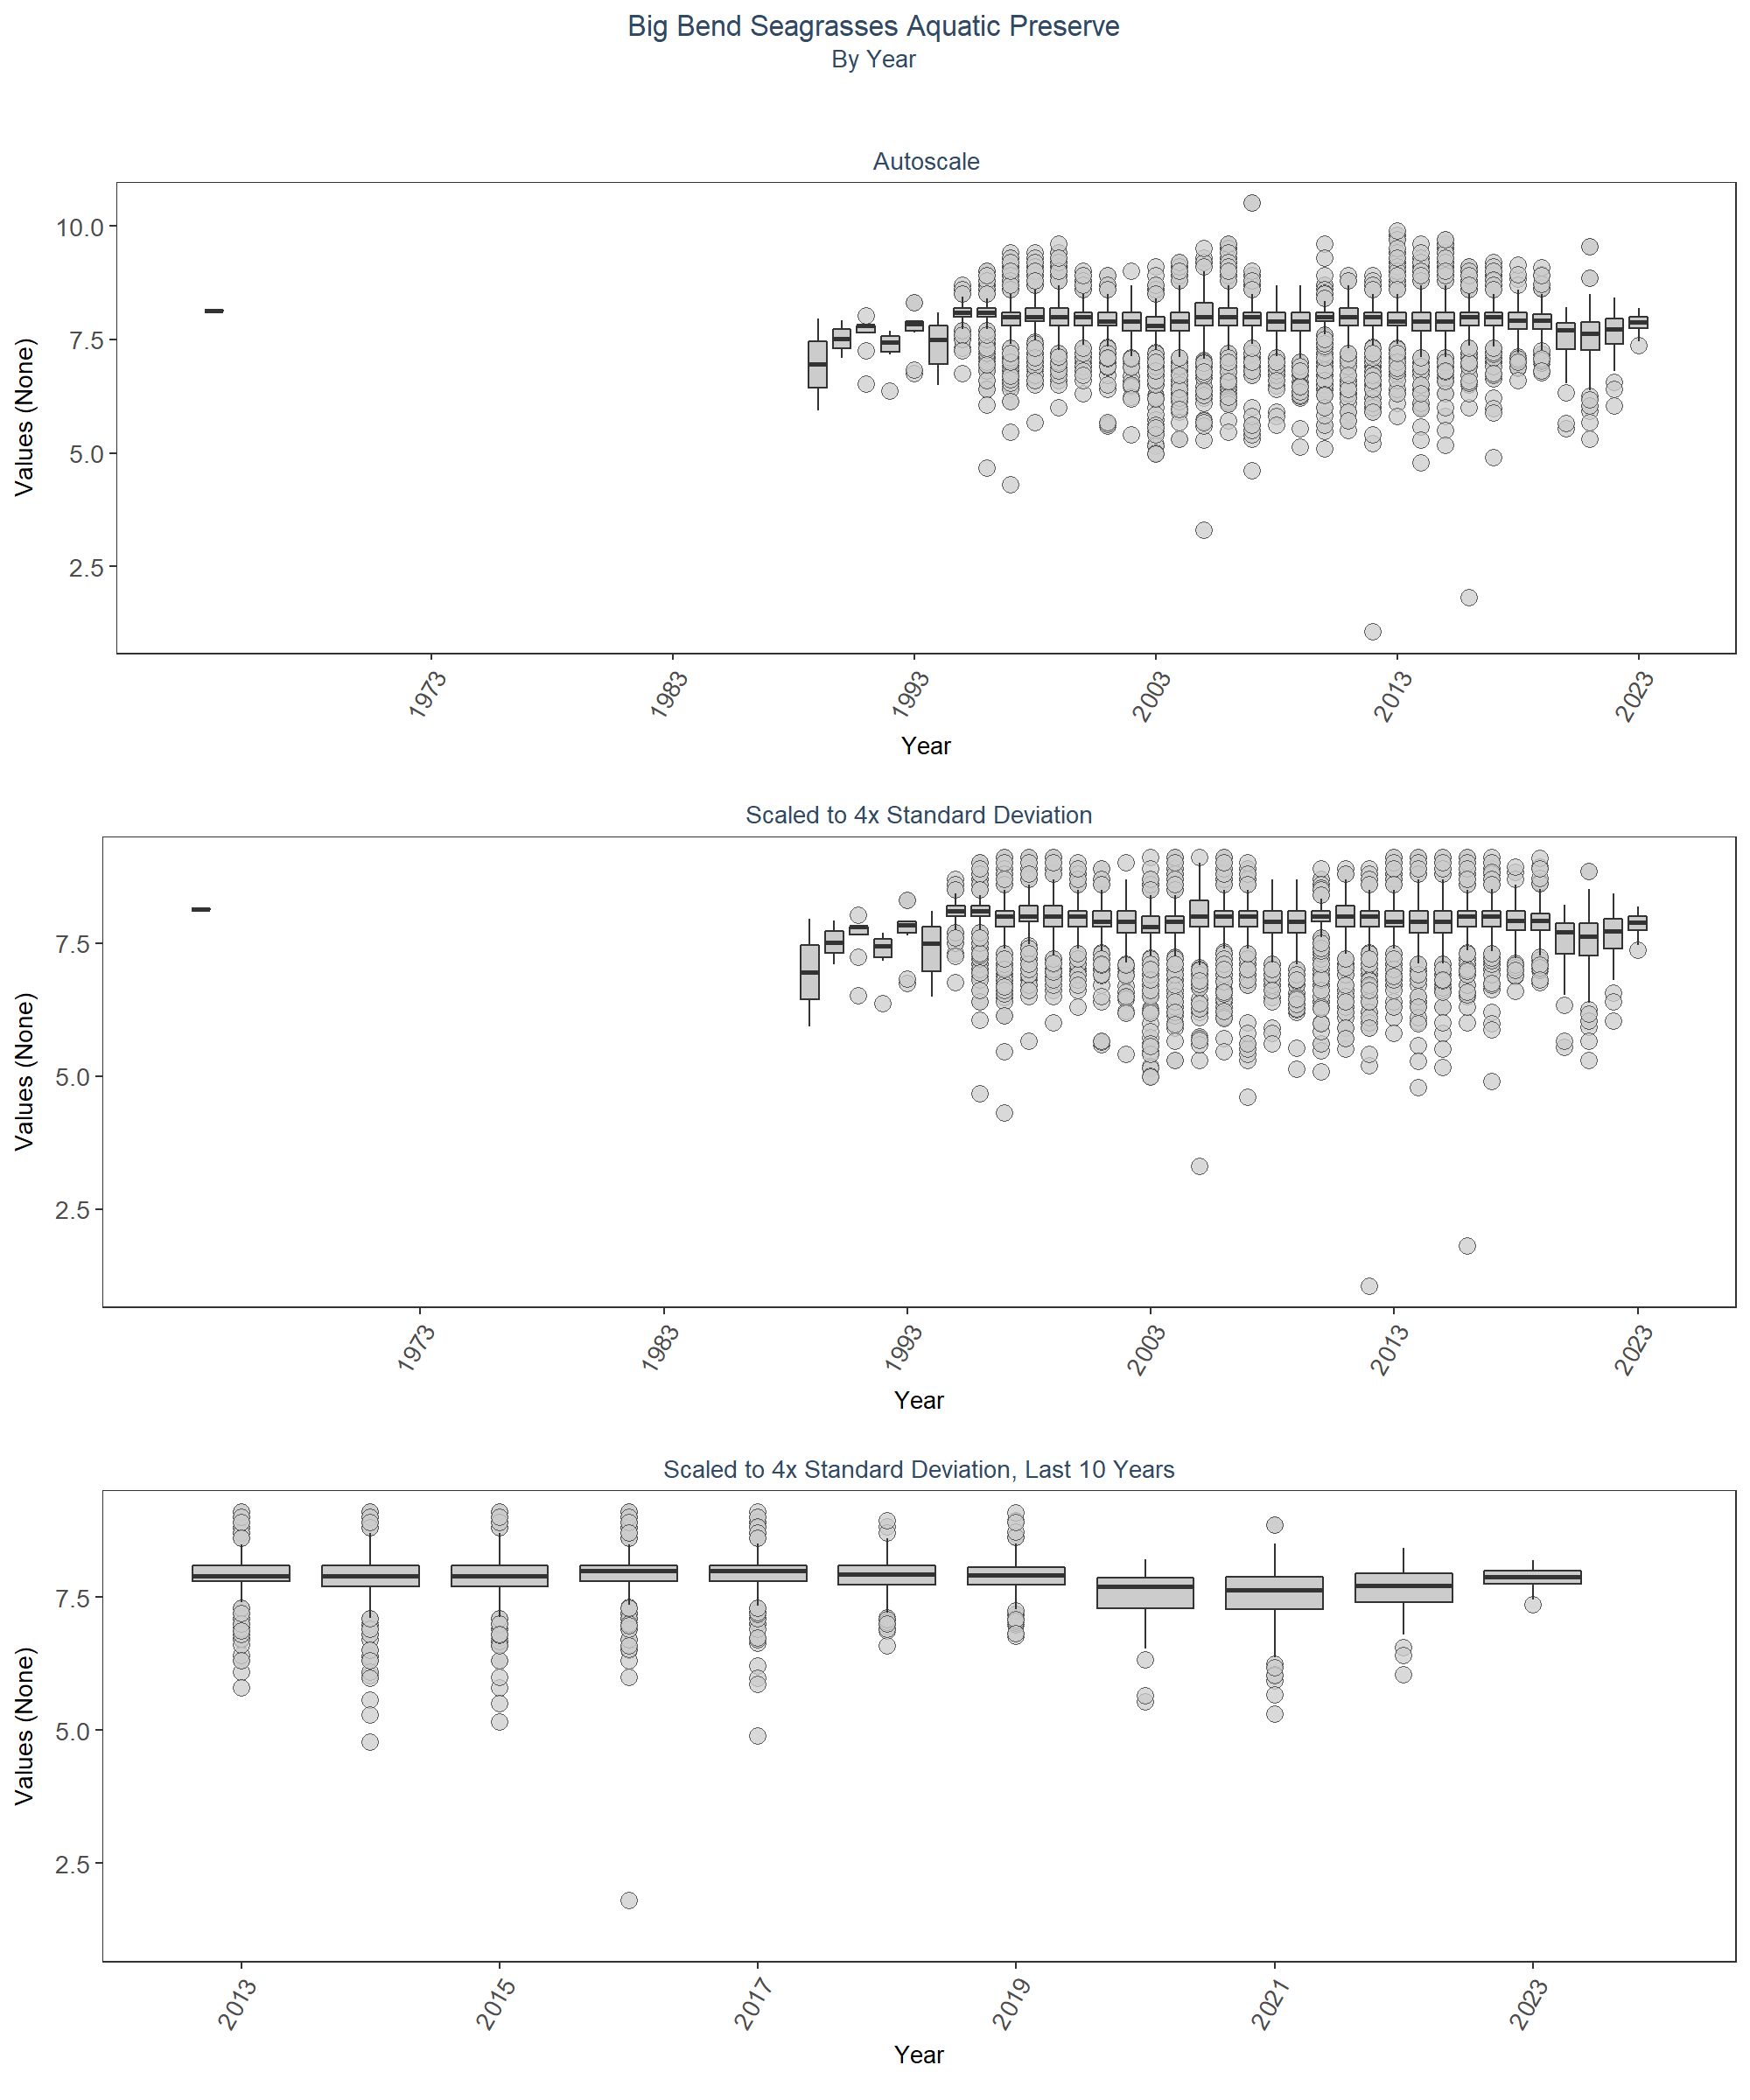 Big Bend Seagrasses Aquatic Preserve
By Year
Autoscale
Values (None)
10.0
7.5
5.0
2.5
1973
1983
1993
2003
2013
2023
Year
Scaled to 4x Standard Deviation
Values (None)
7.5
5.0
2.5
1973
1983
1993
2003
2013
2023
Year
Scaled to 4x Standard Deviation, Last 10 Years
Values (None)
7.5
5.0
2.5
2013
2015
2017
2019
2021
2023
Year